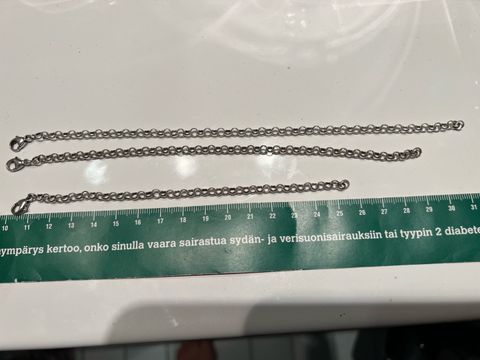 10 11 12 13 14 15 16 17 18 19 20 21 22 23 24 25 26 27 28 29 30 31
ympärys kertoo, onko sinulla vaara sairastua sydän- ja verisuonisairauksiin tai tyypin 2 diabete